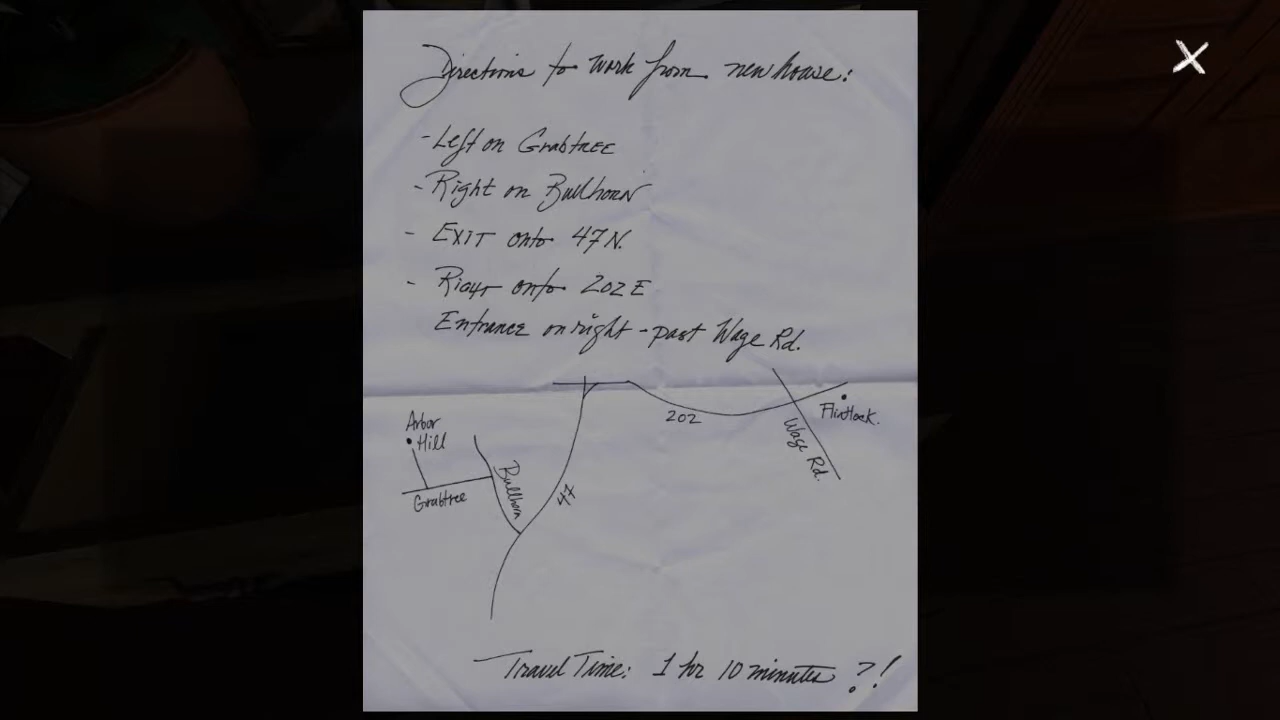 Directions to work from new house:
- Left on Grabtree
- Right on Bullhorn
- Exit onto 47 N.
- Right onto 202 E
Entrance on right - past Wage Rd.
Arbor
Hill
Grabtree
Bullhorn
47
202
Wage Rd.
Flintlock.
Travel Time: 1 hr 10 minutes ?!